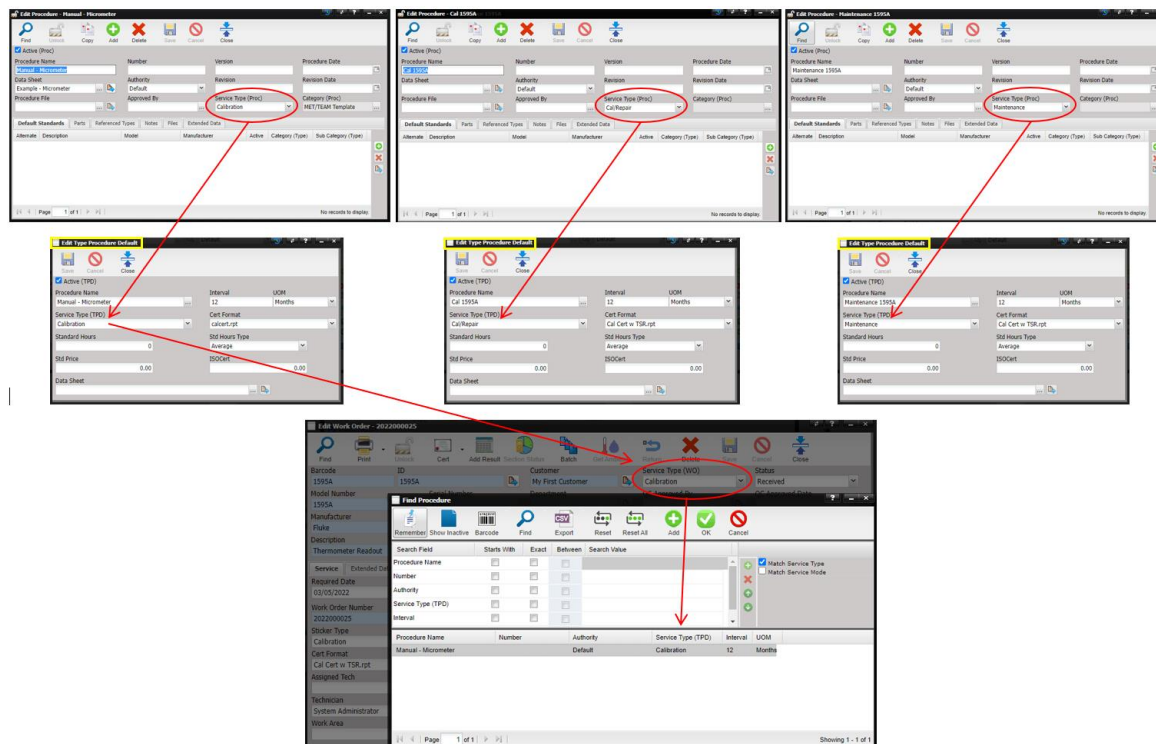 Edit Procedure - Manual - Micrometer
Find Unlock Copy Add Delete Save Cancel Close
Active (Proc)
Procedure Name Number Version Procedure Date
Manual - Micrometer
Data Sheet Authority Revision Revision Date
Example - Micrometer Default
Procedure File Approved By Service Type (Proc) Category (Proc)
Calibration MET/TEAM Template
Default Standards Parts Referenced Types Notes Files Extended Data
Alternate Description Model Manufacturer Active Category (Type) Sub Category (Type)
Page 1 of 1 No records to display
Edit Procedure - Cal 1595A
Find Unlock Copy Add Delete Save Cancel Close
Active (Proc)
Procedure Name Number Version Procedure Date
Cal 1595A
Data Sheet Authority Revision Revision Date
Default
Procedure File Approved By Service Type (Proc) Category (Proc)
Cal/Repair
Default Standards Parts Referenced Types Notes Files Extended Data
Alternate Description Model Manufacturer Active Category (Type) Sub Category (Type)
Page 1 of 1 No records to display
Edit Procedure - Maintenance 1595A
Find Unlock Copy Add Delete Save Cancel Close
Active (Proc)
Procedure Name Number Version Procedure Date
Maintenance 1595A
Data Sheet Authority Revision Revision Date
Default
Procedure File Approved By Service Type (Proc) Category (Proc)
Maintenance
Default Standards Parts Referenced Types Notes Files Extended Data
Alternate Description Model Manufacturer Active Category (Type) Sub Category (Type)
Page 1 of 1 No records to display
Edit Type Procedure Default
Save Cancel Close
Active (TPD)
Procedure Name Interval UOM
Manual - Micrometer 12 Months
Service Type (TPD) Cert Format
Calibration calcert.rpt
Standard Hours Std Hours Type
0 Average
Std Price ISOCert
0.00 0.00
Data Sheet
Edit Type Procedure Default
Save Cancel Close
Active (TPD)
Procedure Name Interval UOM
Cal 1595A 12 Months
Service Type (TPD) Cert Format
Cal/Repair Cal Cert w TSR.rpt
Standard Hours Std Hours Type
0 Average
Std Price ISOCert
0.00 0.00
Data Sheet
Edit Type Procedure Default
Save Cancel Close
Active (TPD)
Procedure Name Interval UOM
Maintenance 1595A 12 Months
Service Type (TPD) Cert Format
Maintenance Cal Cert w TSR.rpt
Standard Hours Std Hours Type
0 Average
Std Price ISOCert
0.00 0.00
Data Sheet
Edit Work Order - 2022000025
Find Print Unlock Cert Add Result Service Status Batch Delete Save Cancel Close
Barcode ID Customer Service Type (WO) Status
1595A 1595A My First Customer Calibration Received
Model Number
1595A
Manufacturer
Fluke
Description
Thermometer Readout
Service
Required Date
03/05/2022
Work Order Number
2022000025
Sticker Type
Calibration
Cert Format
Cal Cert w TSR.rpt
Assigned Tech
Technician
System Administrator
Work Area
Find Procedure
Remember Show Inactive Barcode Find Export Reset Reset All Add OK Cancel
Search Field Starts With Exact Between Search Value
Procedure Name Match Service Type
Number Match Service Mode
Authority
Service Type (TPD)
Interval
Procedure Name Number Authority Service Type (TPD) Interval UOM
Manual - Micrometer Default Calibration 12 Months
Page 1 of 1 Showing 1 - 1 of 1